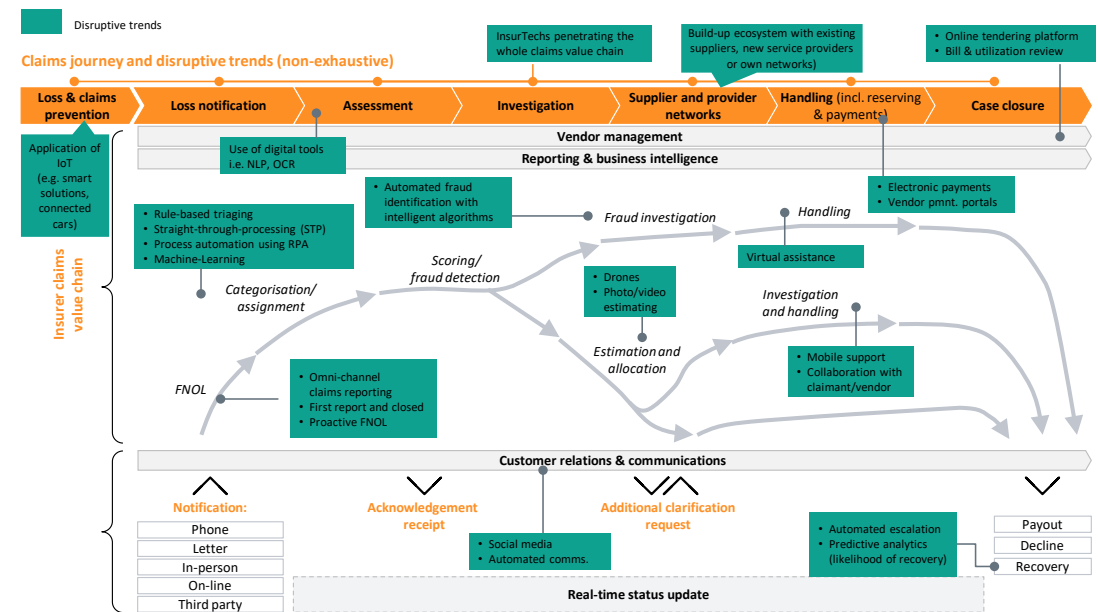 Disruptive trends
Claims journey and disruptive trends (non-exhaustive)
InsurTechs penetrating the
whole claims value chain
Build-up ecosystem with existing
suppliers, new service providers
or own networks)
• Online tendering platform
• Bill & utilization review
Loss & claims
prevention
Loss notification
Assessment
Investigation
Supplier and provider
networks
Handling (incl. reserving
& payments)
Case closure
Vendor management
Reporting & business intelligence
Application of
IoT
(e.g. smart
solutions,
connected
cars)
Use of digital tools
i.e. NLP, OCR
• Automated fraud
identification with
intelligent algorithms
• Electronic payments
• Vendor pmnt. portals
• Rule-based triaging
• Straight-through-processing (STP)
• Process automation using RPA
• Machine-Learning
Fraud investigation
Handling
Virtual assistance
Scoring/
fraud detection
• Drones
• Photo/video
estimating
Categorisation/
assignment
Investigation
and handling
Insurer claims
value chain
Estimation and
allocation
• Mobile support
• Collaboration with
claimant/vendor
FNOL
• Omni-channel
claims reporting
• First report and closed
• Proactive FNOL
Customer relations & communications
Notification:
Phone
Letter
In-person
On-line
Third party
Acknowledgement
receipt
Additional clarification
request
• Social media
• Automated comms.
• Automated escalation
• Predictive analytics
(likelihood of recovery)
Payout
Decline
Recovery
Real-time status update